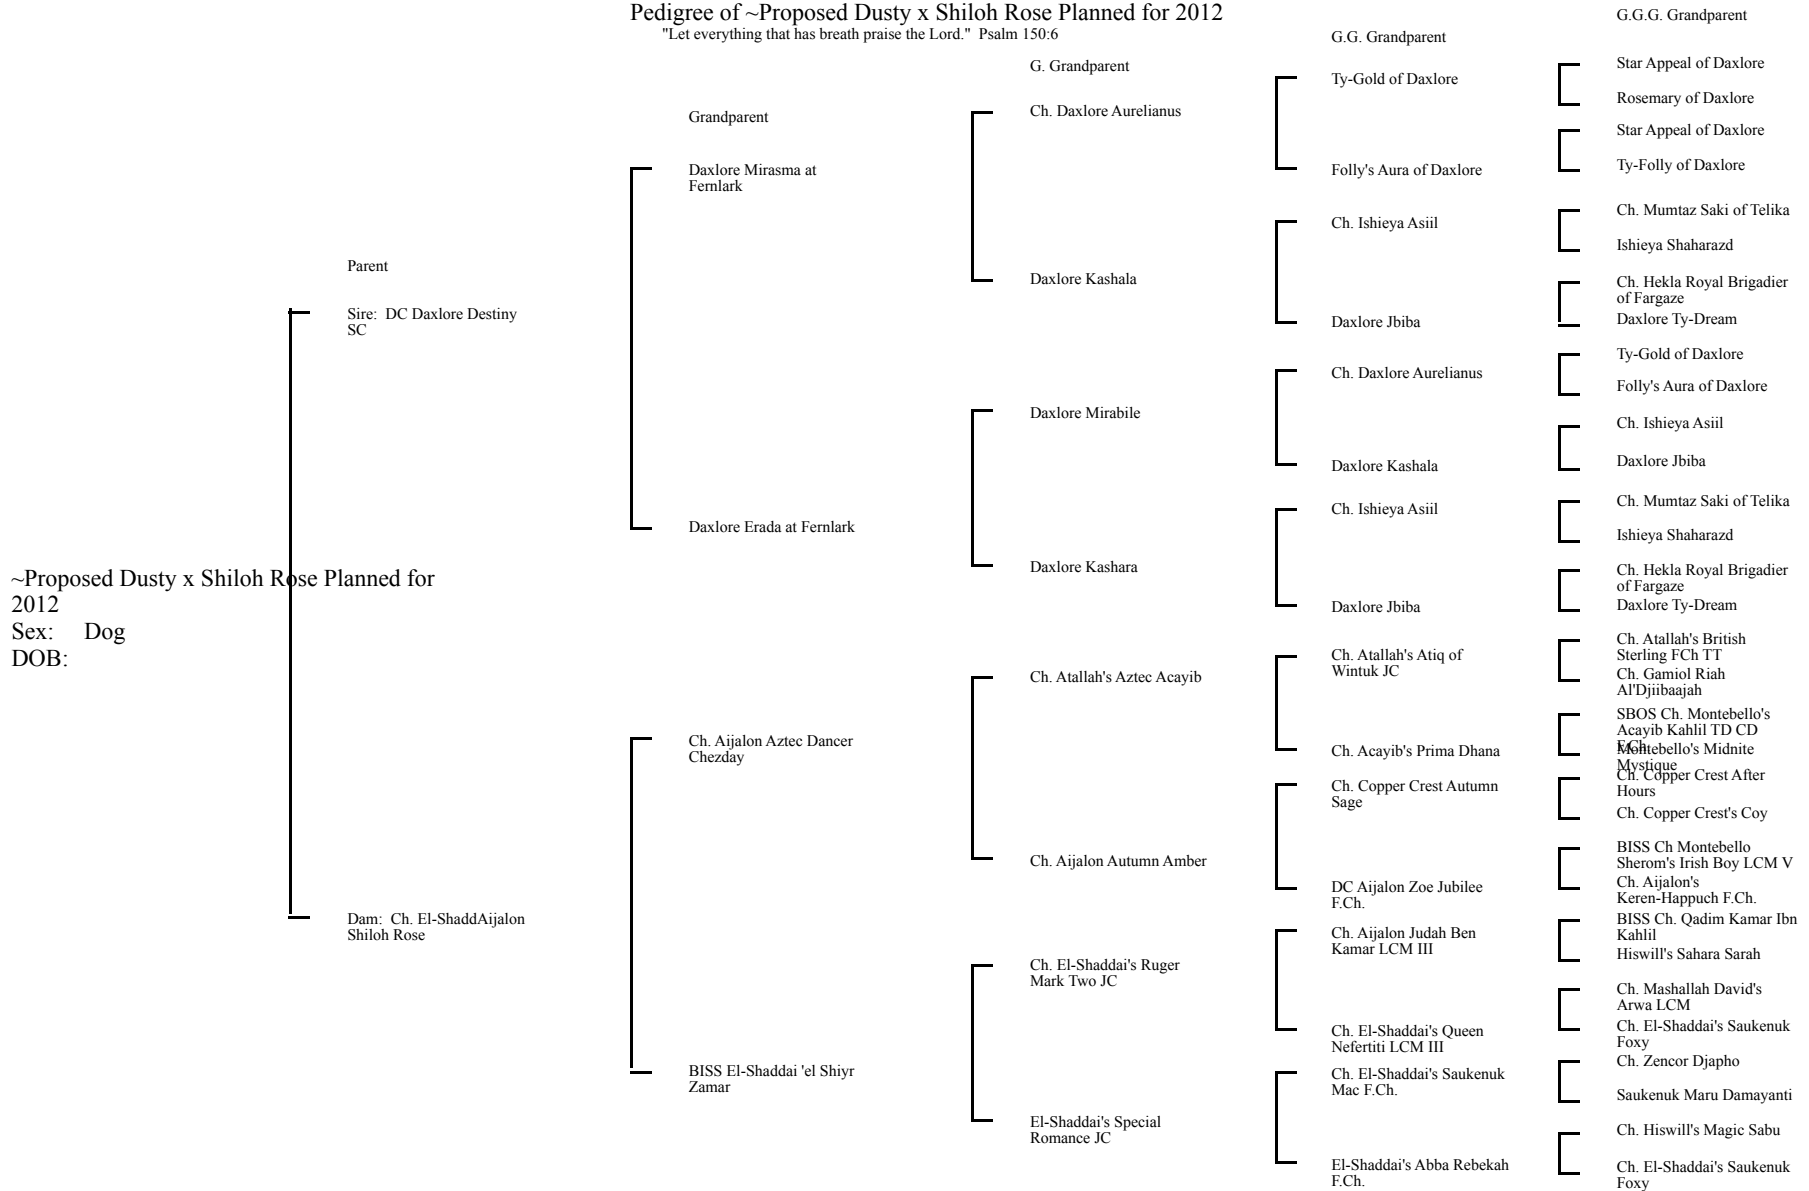 Pedigree of ~Proposed Dusty x Shiloh Rose Planned for 2012
"Let everything that has breath praise the Lord."  Psalm 150:6
~Proposed Dusty x Shiloh Rose Planned for
2012
Sex: Dog
DOB:
Parent
Sire: DC Daxlore Destiny
SC
Dam: Ch. El-ShaddAijalon
Shiloh Rose
Grandparent
Daxlore Mirasma at
Fernlark
Daxlore Erada at Fernlark
Ch. Aijalon Aztec Dancer
Chezday
BISS El-Shaddai 'el Shiyr
Zamar
G. Grandparent
Ch. Daxlore Aurelianus
Daxlore Kashala
Daxlore Mirabile
Daxlore Kashara
Ch. Atallah's Aztec Acayib
Ch. Aijalon Autumn Amber
Ch. El-Shaddai's Ruger
Mark Two JC
El-Shaddai's Special
Romance JC
G.G. Grandparent
Ty-Gold of Daxlore
Folly's Aura of Daxlore
Ch. Ishieya Asiil
Daxlore Jbiba
Ch. Daxlore Aurelianus
Daxlore Kashala
Ch. Ishieya Asiil
Daxlore Jbiba
Ch. Atallah's Atiq of
Wintuk JC
Ch. Acayib's Prima Dhana
Ch. Copper Crest Autumn
Sage
DC Aijalon Zoe Jubilee
F.Ch.
Ch. Aijalon Judah Ben
Kamar LCM III
Ch. El-Shaddai's Queen
Nefertiti LCM III
Ch. El-Shaddai's Saukenuk
Mac F.Ch.
El-Shaddai's Abba Rebekah
F.Ch.
G.G.G. Grandparent
Star Appeal of Daxlore
Rosemary of Daxlore
Star Appeal of Daxlore
Ty-Folly of Daxlore
Ch. Mumtaz Saki of Telika
Ishieya Shaharazd
Ch. Hekla Royal Brigadier
of Fargaze
Daxlore Ty-Dream
Ty-Gold of Daxlore
Folly's Aura of Daxlore
Ch. Ishieya Asiil
Daxlore Jbiba
Ch. Mumtaz Saki of Telika
Ishieya Shaharazd
Ch. Hekla Royal Brigadier
of Fargaze
Daxlore Ty-Dream
Ch. Atallah's British
Sterling FCh TT
Ch. Gamiol Riah
Al'Djiibaajah
SBOS Ch. Montebello's
Acayib Kahlil TD CD
F.Ch.
Montebello's Midnite
Mystique
Ch. Copper Crest After
Hours
Ch. Copper Crest's Coy
BISS Ch Montebello
Sherom's Irish Boy LCM V
Ch. Aijalon's
Keren-Happuch F.Ch.
BISS Ch. Qadim Kamar Ibn
Kahlil
Hiswill's Sahara Sarah
Ch. Mashallah David's
Arwa LCM
Ch. El-Shaddai's Saukenuk
Foxy
Ch. Zencor Djapho
Saukenuk Maru Damayanti
Ch. Hiswill's Magic Sabu
Ch. El-Shaddai's Saukenuk
Foxy